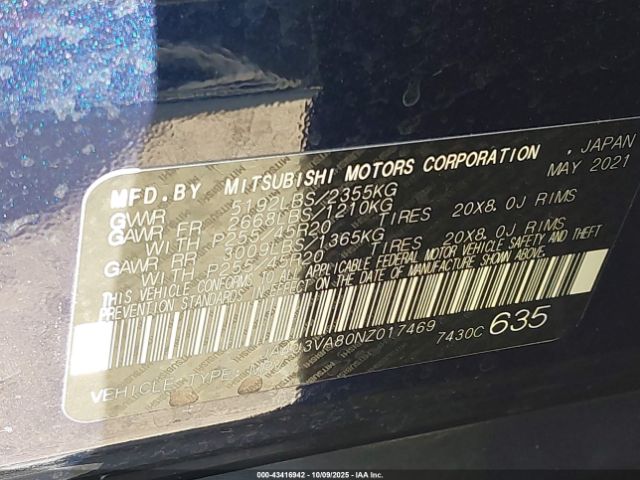 MFD.BY MITSUBISHI MOTORS CORPORATION , JAPAN
MAY 2021
GVWR 5192LBS/2355KG
GAWR FR 2668LBS/1210KG
WITH P255/45R20 TIRES 20X8.0J RIMS
GAWR RR 3009LBS/1365KG
WITH P255/45R20 TIRES 20X8.0J RIMS
THIS VEHICLE CONFORMS TO ALL APPLICABLE FEDERAL MOTOR VEHICLE SAFETY AND THEFT
PREVENTION STANDARDS IN EFFECT ON THE DATE OF MANUFACTURE SHOWN ABOVE.
3VA80NZ017469 7430C 635
VEHICLE TYPE:
000-43416942 - 10/09/2025 - IAAI.COM